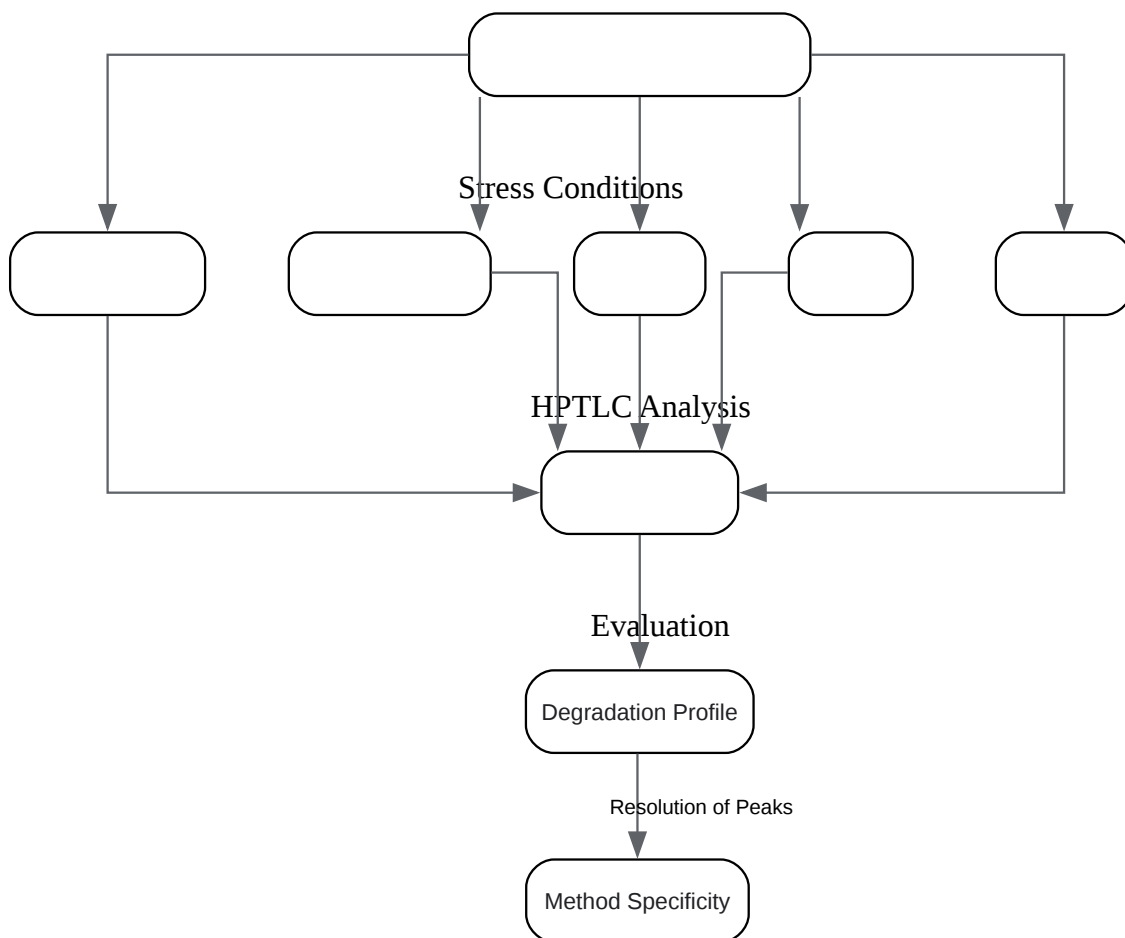 Stress Conditions
HPTLC Analysis
Evaluation
Degradation Profile
Resolution of Peaks
Method Specificity